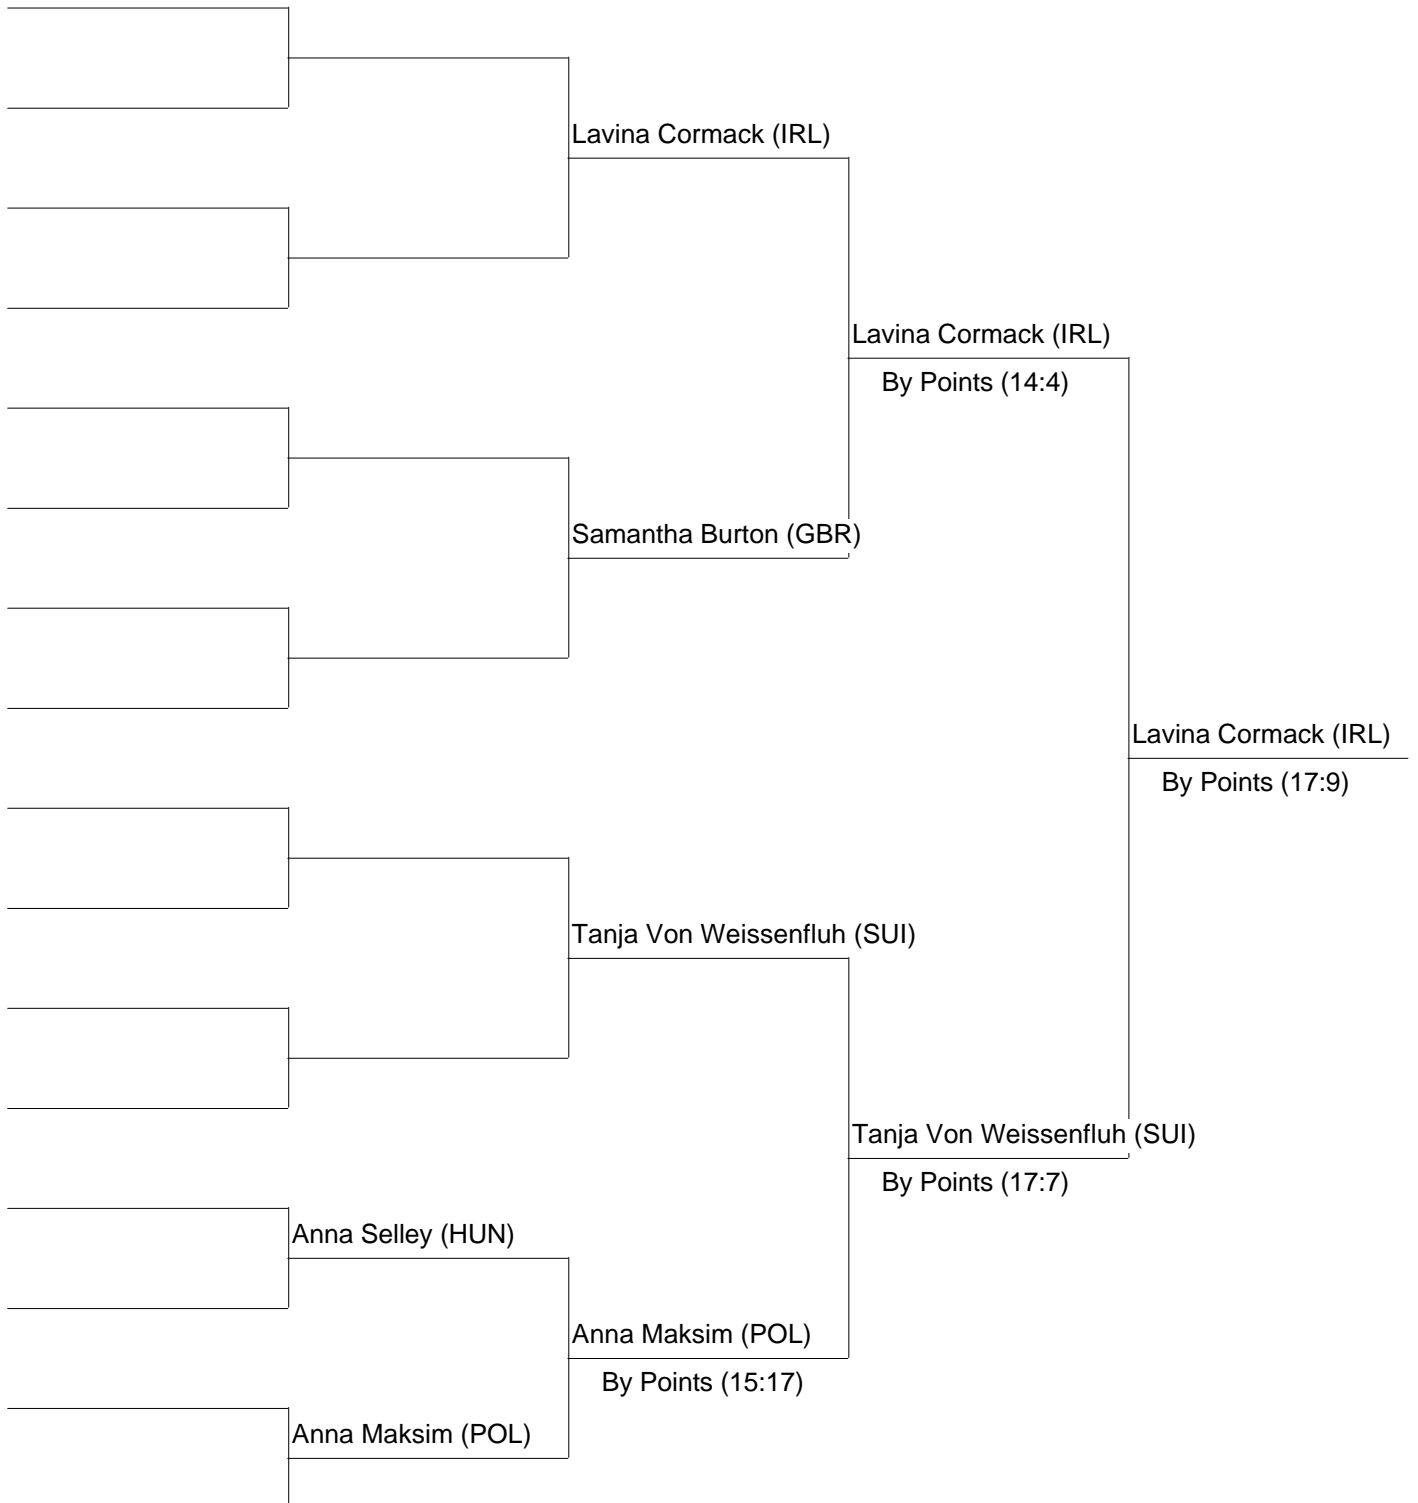 Lavina Cormack (IRL)
Lavina Cormack (IRL)
By Points (14:4)
Samantha Burton (GBR)
Lavina Cormack (IRL)
By Points (17:9)
Tanja Von Weissenfluh (SUI)
Tanja Von Weissenfluh (SUI)
By Points (17:7)
Anna Selley (HUN)
Anna Maksim (POL)
By Points (15:17)
Anna Maksim (POL)